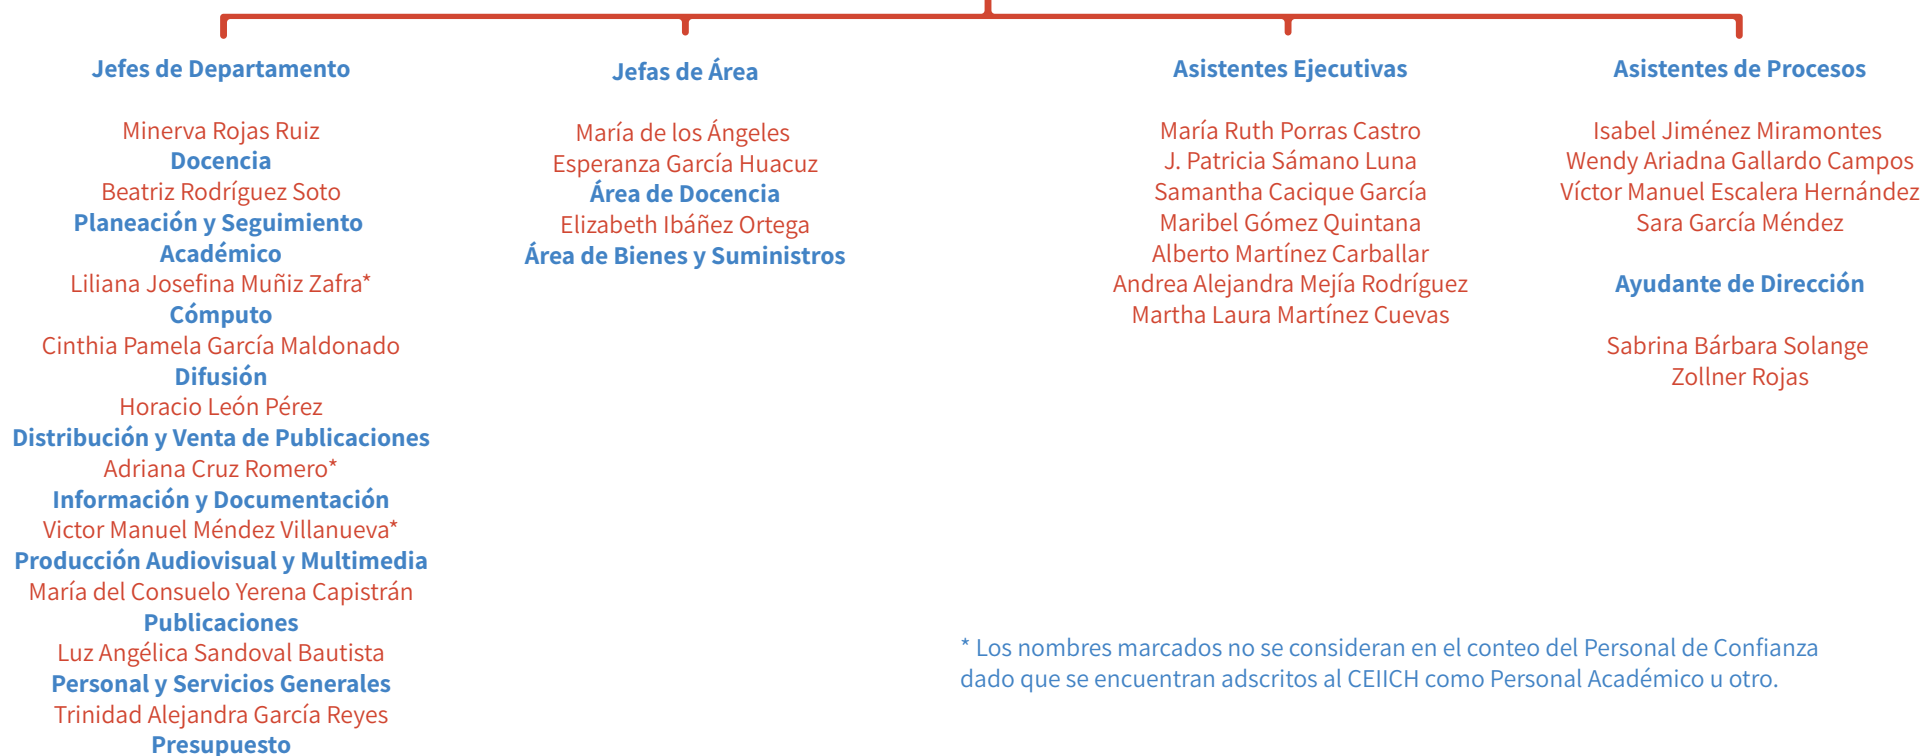 Jefes de Departamento
Minerva Rojas Ruiz
Docencia
Beatriz Rodríguez Soto
Planeación y Seguimiento
Académico
Liliana Josefina Muñiz Zafra*
Cómputo
Cinthia Pamela García Maldonado
Difusión
Horacio León Pérez
Distribución y Venta de Publicaciones
Adriana Cruz Romero*
Información y Documentación
Victor Manuel Méndez Villanueva*
Producción Audiovisual y Multimedia
María del Consuelo Yerena Capistrán
Publicaciones
Luz Angélica Sandoval Bautista
Personal y Servicios Generales
Trinidad Alejandra García Reyes
Presupuesto
Jefas de Área
María de los Ángeles
Esperanza García Huacuz
Área de Docencia
Elizabeth Ibáñez Ortega
Área de Bienes y Suministros
Asistentes Ejecutivas
María Ruth Porras Castro
J. Patricia Sámano Luna
Samantha Cacique García
Maribel Gómez Quintana
Alberto Martínez Carballar
Andrea Alejandra Mejía Rodríguez
Martha Laura Martínez Cuevas
Asistentes de Procesos
Isabel Jiménez Miramontes
Wendy Ariadna Gallardo Campos
Víctor Manuel Escalera Hernández
Sara García Méndez
Ayudante de Dirección
Sabrina Bárbara Solange
Zollner Rojas
* Los nombres marcados no se consideran en el conteo del Personal de Confianza
dado que se encuentran adscritos al CEIICH como Personal Académico u otro.